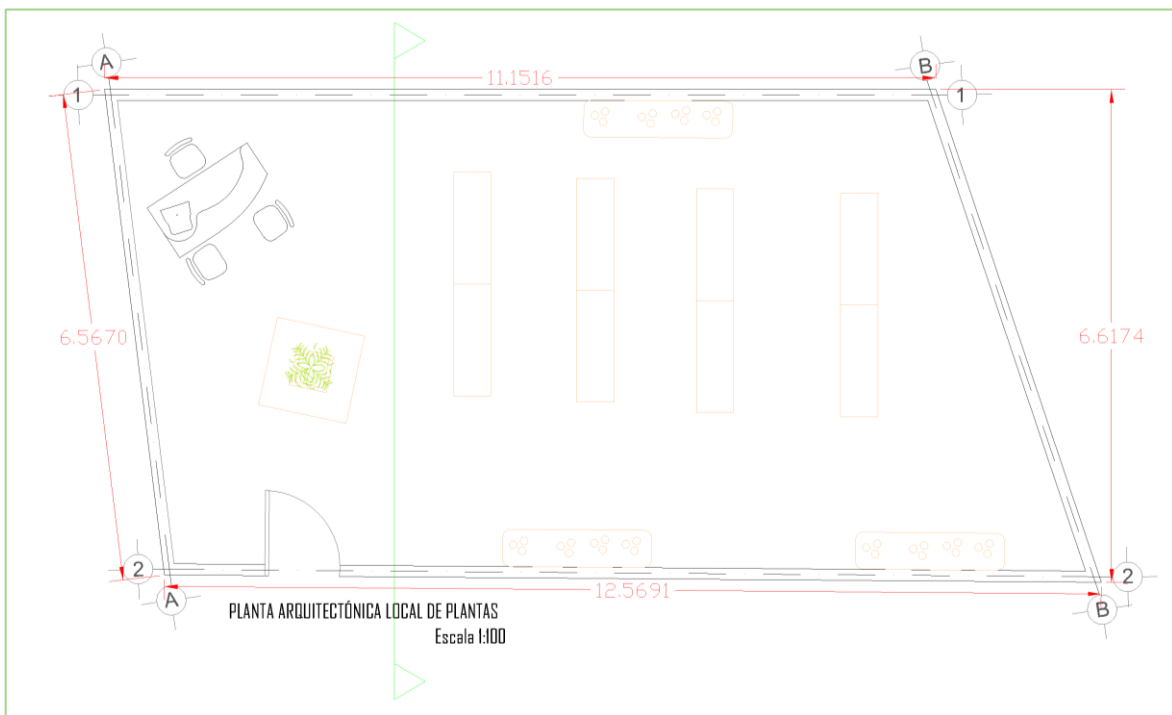 A
B
11.1516
1
1
6.5670
6.6174
2
2
12.5691
A
B
PLANTA ARQUITECTÓNICA LOCAL DE PLANTAS
Escala 1:100